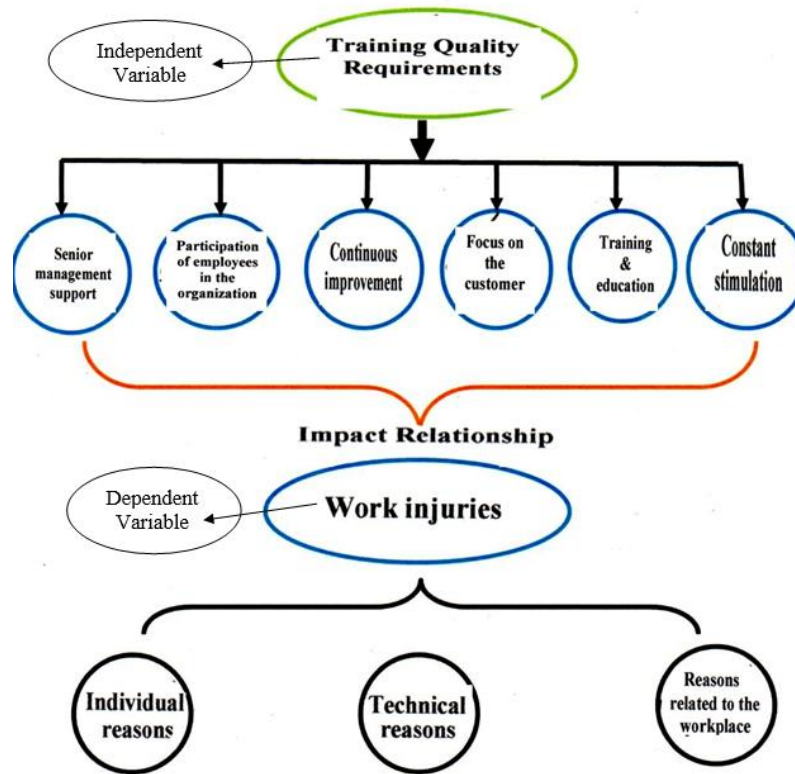 Independent
Variable
Training Quality
Requirements
Senior
management
support
Participation
of employees
in the
organization
Continuous
improvement
Focus on
the
customer
Training
&
education
Constant
stimulation
Impact Relationship
Dependent
Variable
Work injuries
Individual
reasons
Technical
reasons
Reasons
related to the
workplace